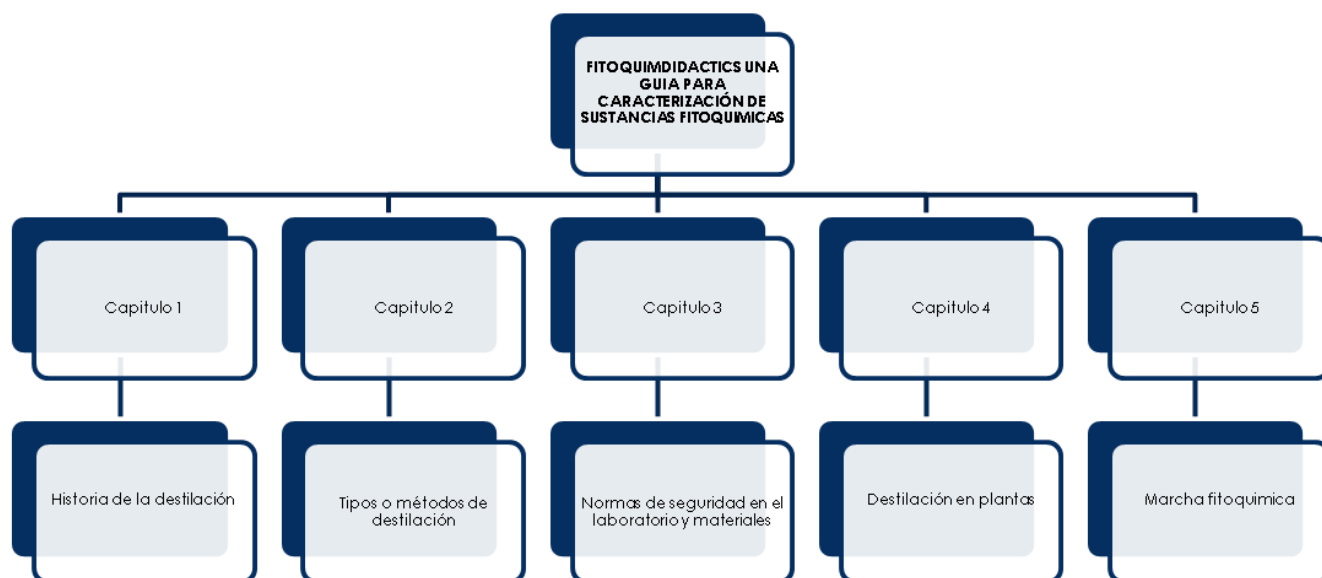 FITOQUIMDIDACTICS UNA
GUIA PARA
CARACTERIZACIÓN DE
SUSTANCIAS FITOQUIMICAS
Capitulo 1
Capitulo 2
Capitulo 3
Capitulo 4
Capitulo 5
Historia de la destilación
Tipos o métodos de
destilación
Normas de seguridad en el
laboratorio y materiales
Destilación en plantas
Marcha fitoquimica